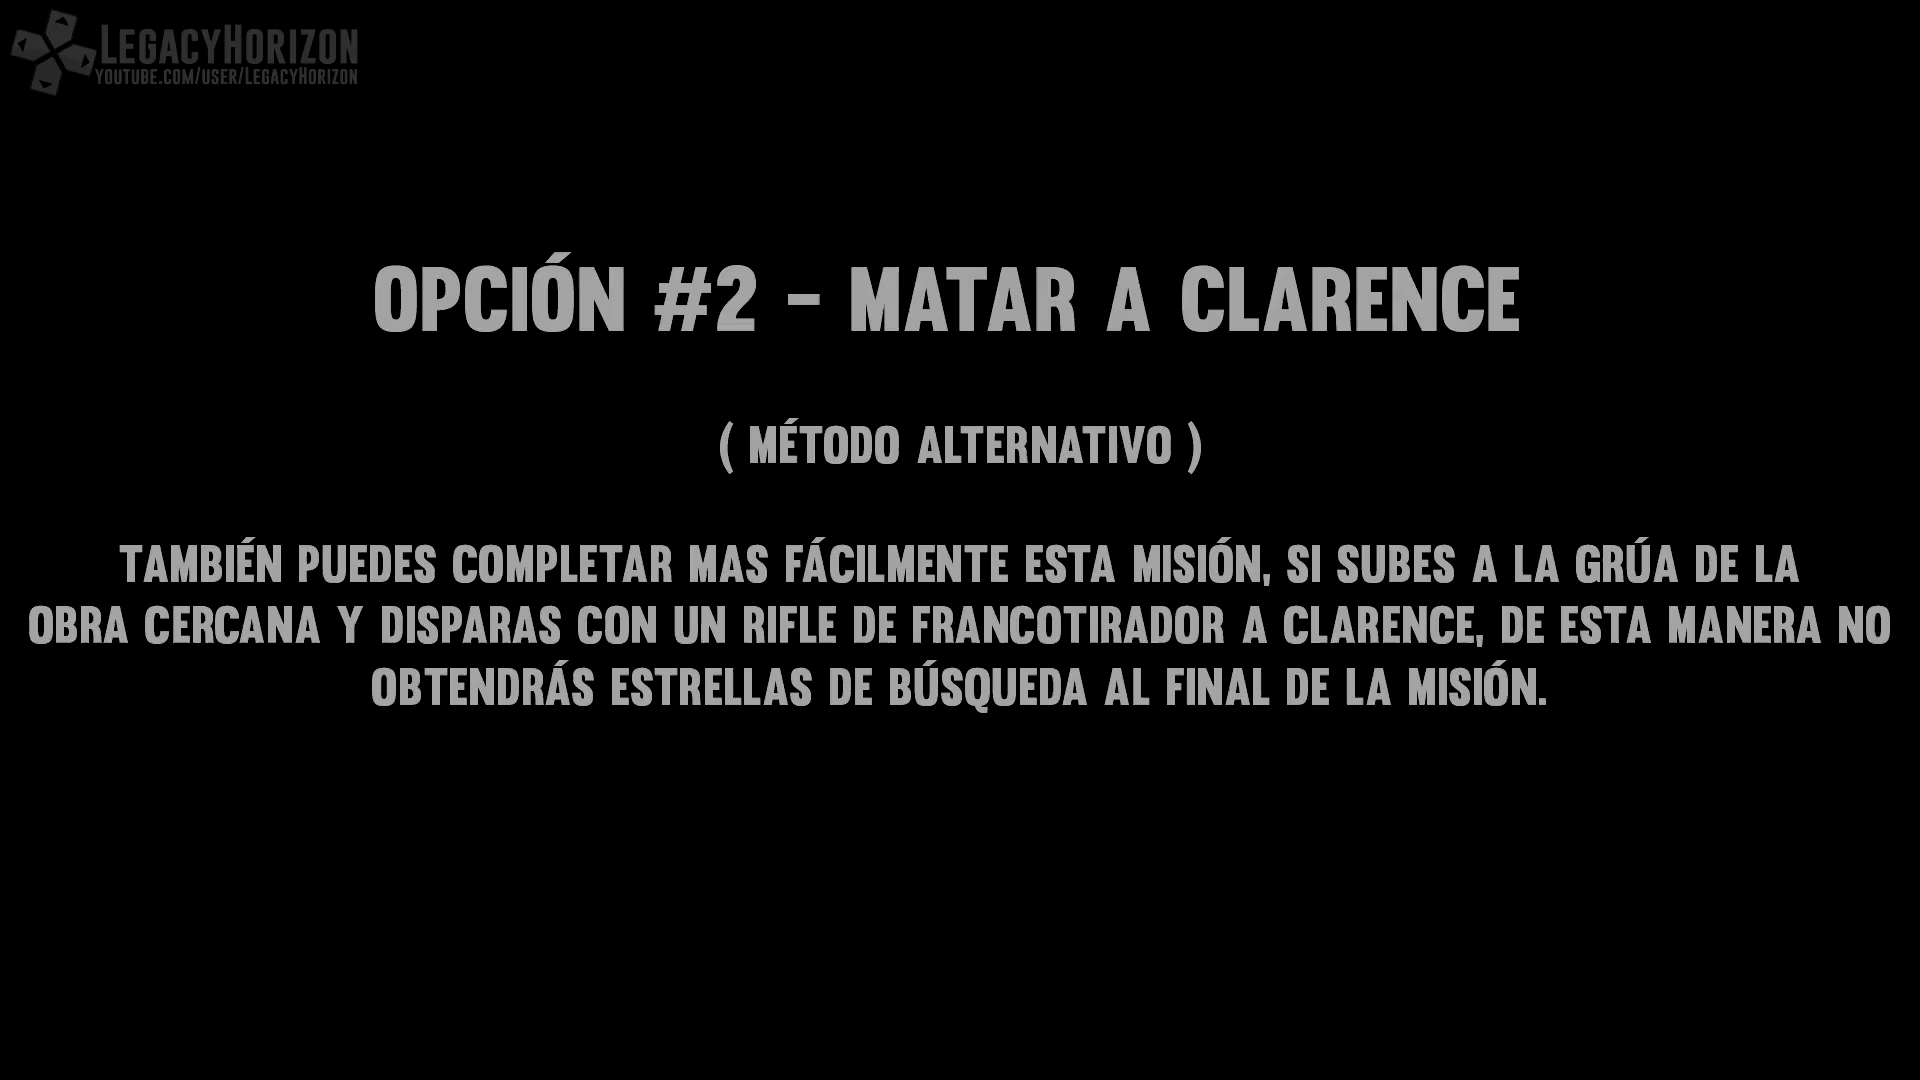 LegacyHorizon
youtube.com/user/LegacyHorizon
OPCIÓN #2 - MATAR A CLARENCE
( MÉTODO ALTERNATIVO )
TAMBIÉN PUEDES COMPLETAR MAS FÁCILMENTE ESTA MISIÓN, SI SUBES A LA GRÚA DE LA
OBRA CERCANA Y DISPARAS CON UN RIFLE DE FRANCOTIRADOR A CLARENCE, DE ESTA MANERA NO
OBTENDRÁS ESTRELLAS DE BÚSQUEDA AL FINAL DE LA MISIÓN.